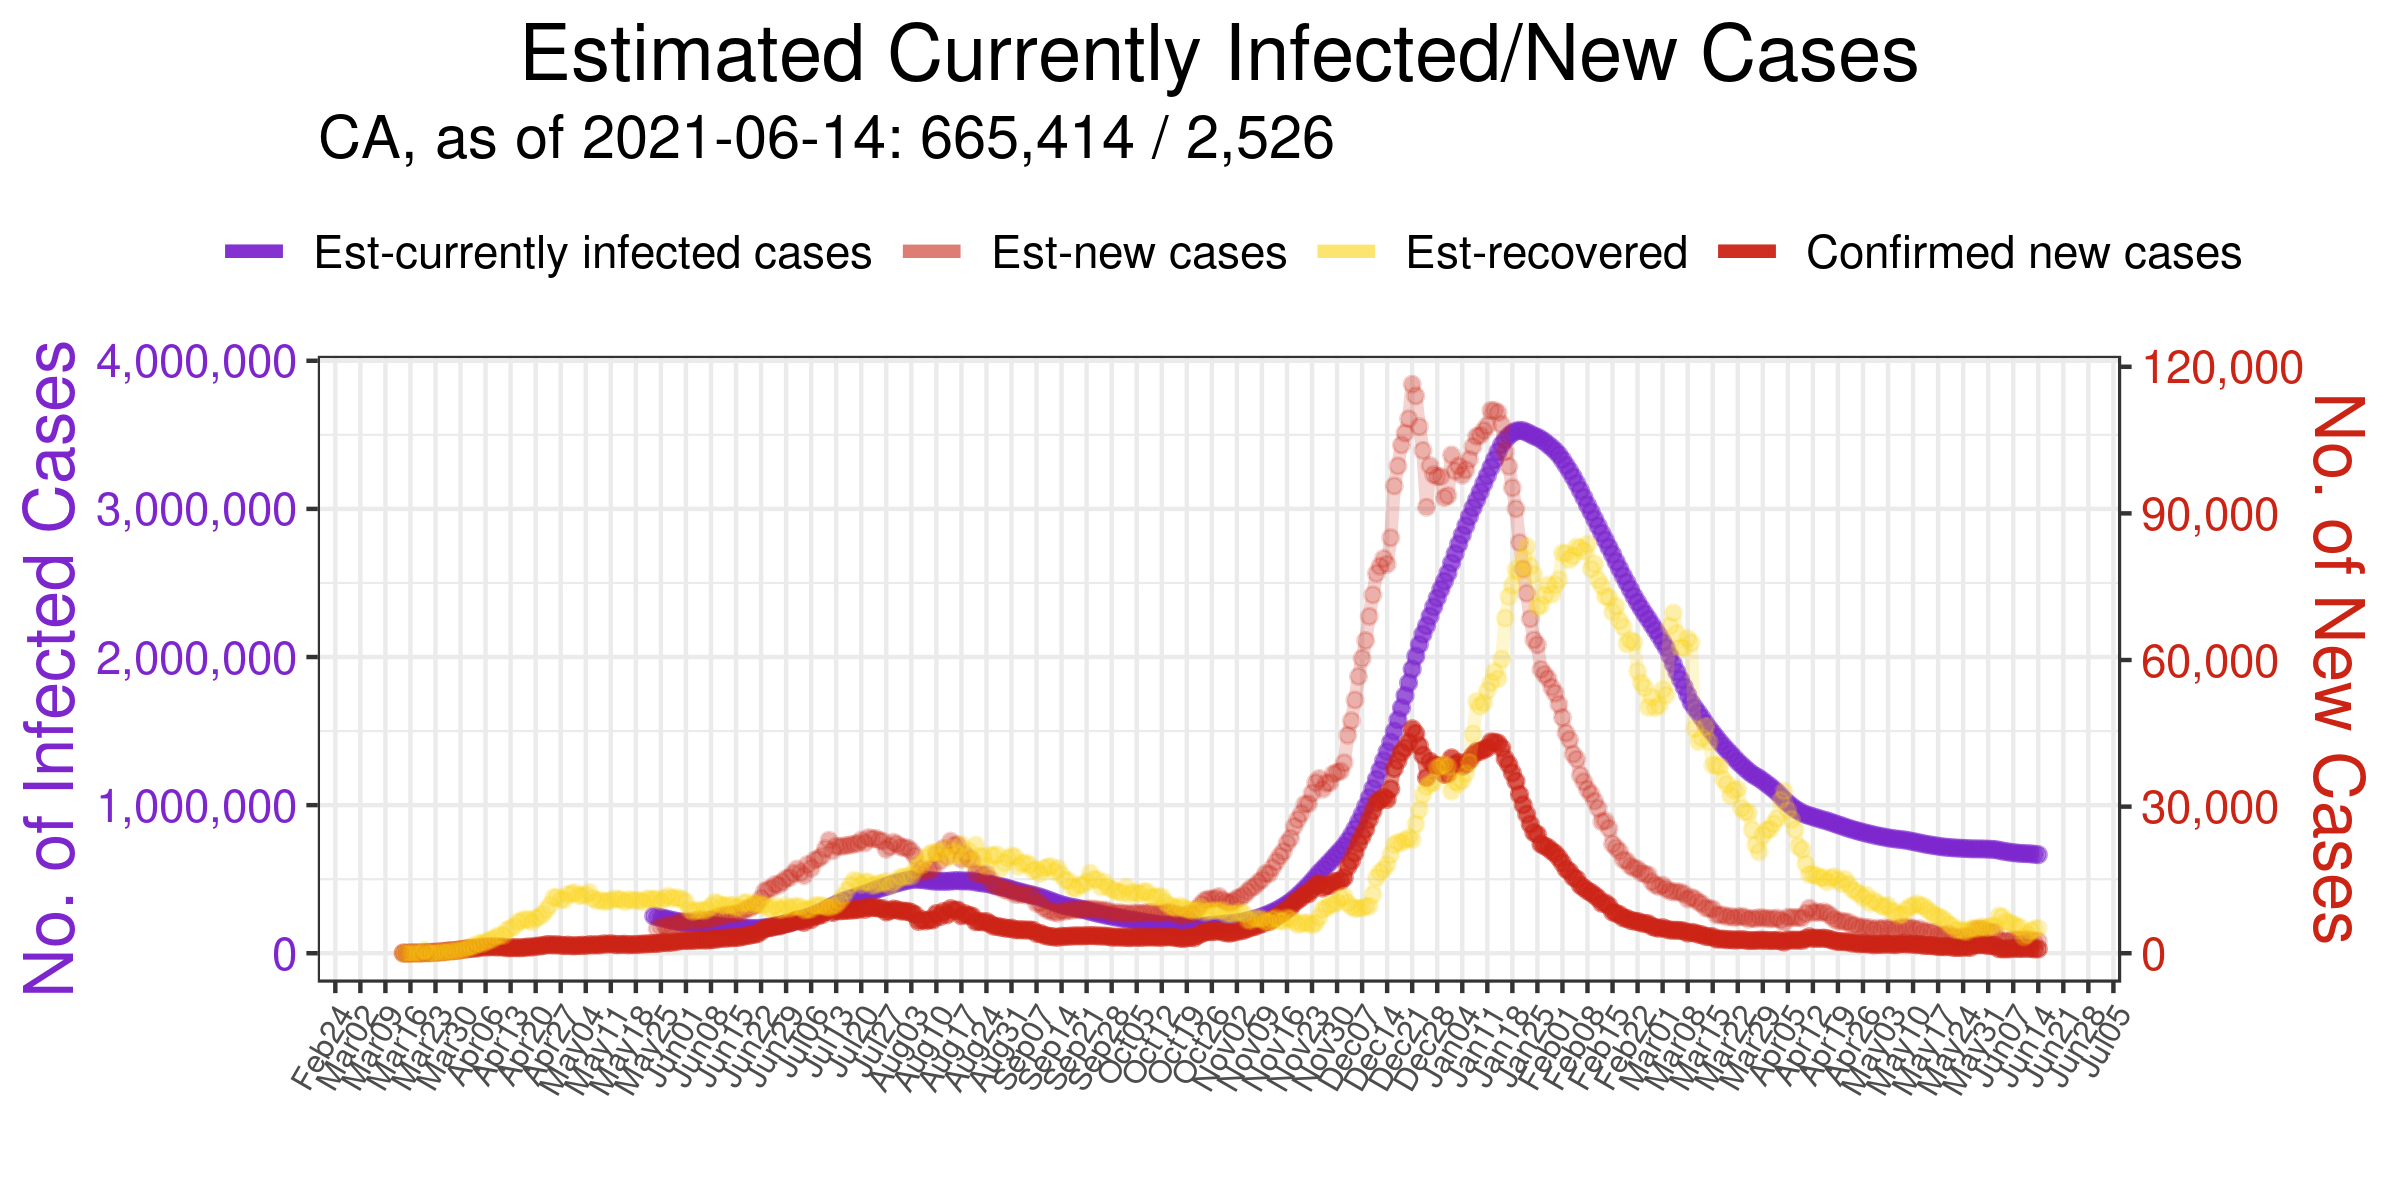 Estimated Currently Infected/New Cases
CA, as of 2021-06-14: 665,414 / 2,526
Est-currently infected cases
Est-new cases
Est-recovered
Confirmed new cases
No. of Infected Cases
4,000,000
3,000,000
2,000,000
1,000,000
0
120,000
90,000
60,000
30,000
0
No. of New Cases
Feb24
Mar02
Mar09
Mar16
Mar23
Mar30
Apr06
Apr13
Apr20
Apr27
May04
May11
May18
May25
Jun01
Jun08
Jun15
Jun22
Jun29
Jul06
Jul13
Jul20
Jul27
Aug03
Aug10
Aug17
Aug24
Aug31
Sep07
Sep14
Sep21
Sep28
Oct05
Oct12
Oct19
Oct26
Nov02
Nov09
Nov16
Nov23
Nov30
Dec07
Dec14
Dec21
Dec28
Jan04
Jan11
Jan18
Jan25
Feb01
Feb08
Feb15
Feb22
Mar01
Mar08
Mar15
Mar22
Mar29
Apr05
Apr12
Apr19
Apr26
May03
May10
May17
May24
May31
Jun07
Jun14
Jun21
Jun28
Jul05